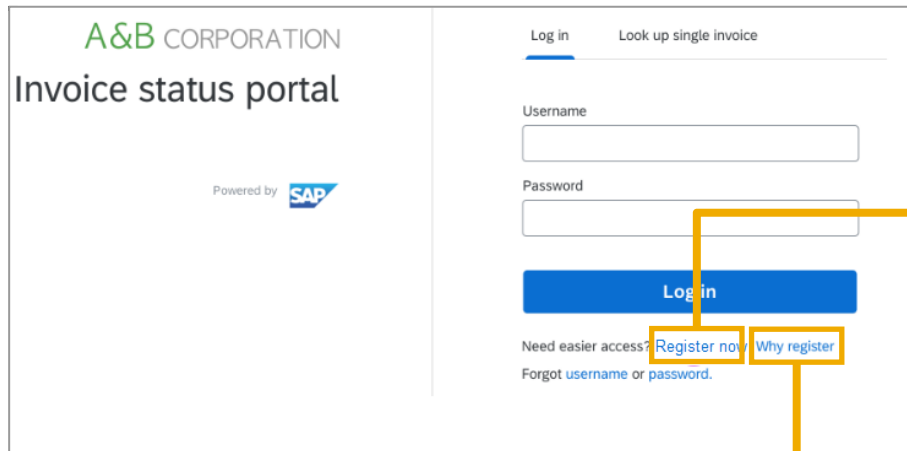 A&B CORPORATION
Invoice status portal
Powered by SAP
Log in Look up single invoice
Username
Password
Log in
Need easier access? Register now Why register
Forgot username or password.